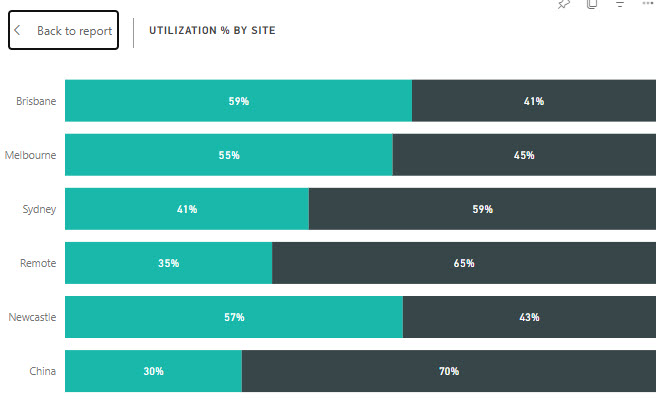 Back to report
UTILIZATION % BY SITE
Brisbane 59% 41%
Melbourne 55% 45%
Sydney 41% 59%
Remote 35% 65%
Newcastle 57% 43%
China 30% 70%